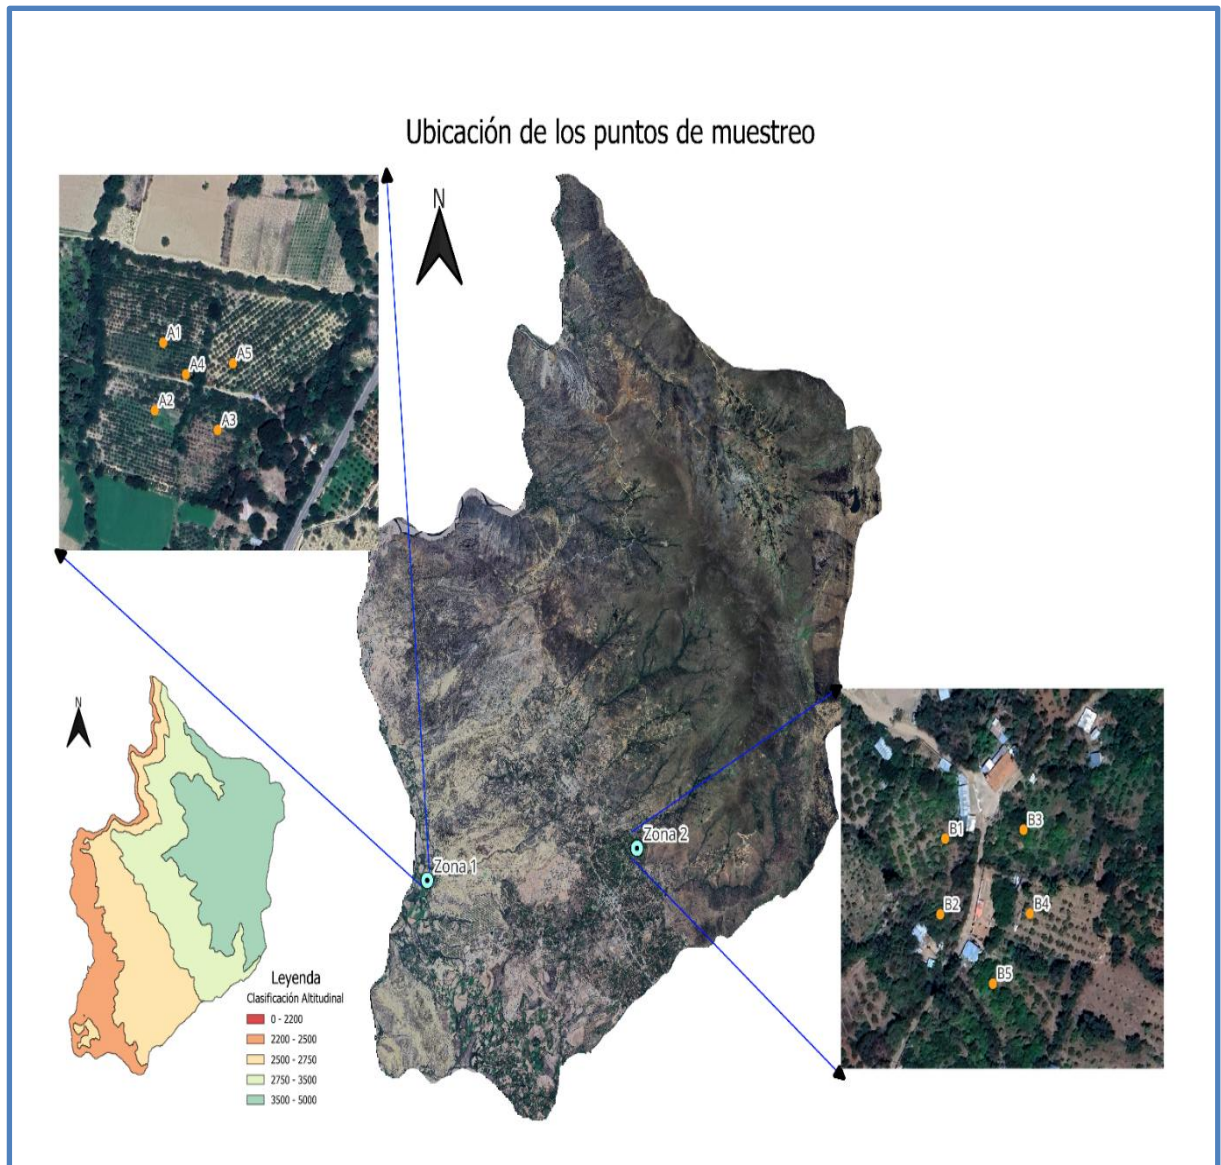 Ubicación de los puntos de muestreo
N
A1
A5
A4
A2
A3
Zona 2
Zona 1
B3
B1
B2
B4
B5
N
Leyenda
Clasificación Altitudinal
0 - 2200
2200 - 2500
2500 - 2750
2750 - 3500
3500 - 5000